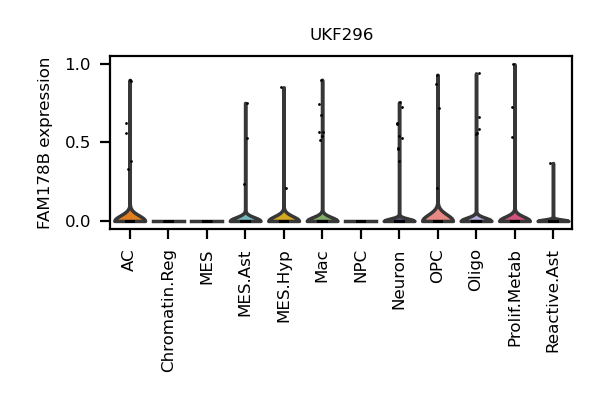 UKF296
FAM178B expression
1.0
0.5
0.0
AC
Chromatin.Reg
MES
MES.Ast
MES.Hyp
Mac
NPC
Neuron
OPC
Oligo
Prolif.Metab
Reactive.Ast